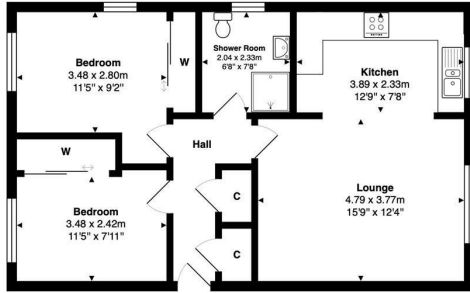 Bedroom
3.48 x 2.80m
11'5" x 9'2"
W
Shower Room
2.04 x 2.33m
6'8" x 7'8"
Kitchen
3.89 x 2.33m
12'9" x 7'8"
Hall
W
Bedroom
3.48 x 2.42m
11'5" x 7'11"
C
C
Lounge
4.79 x 3.77m
15'9" x 12'4"